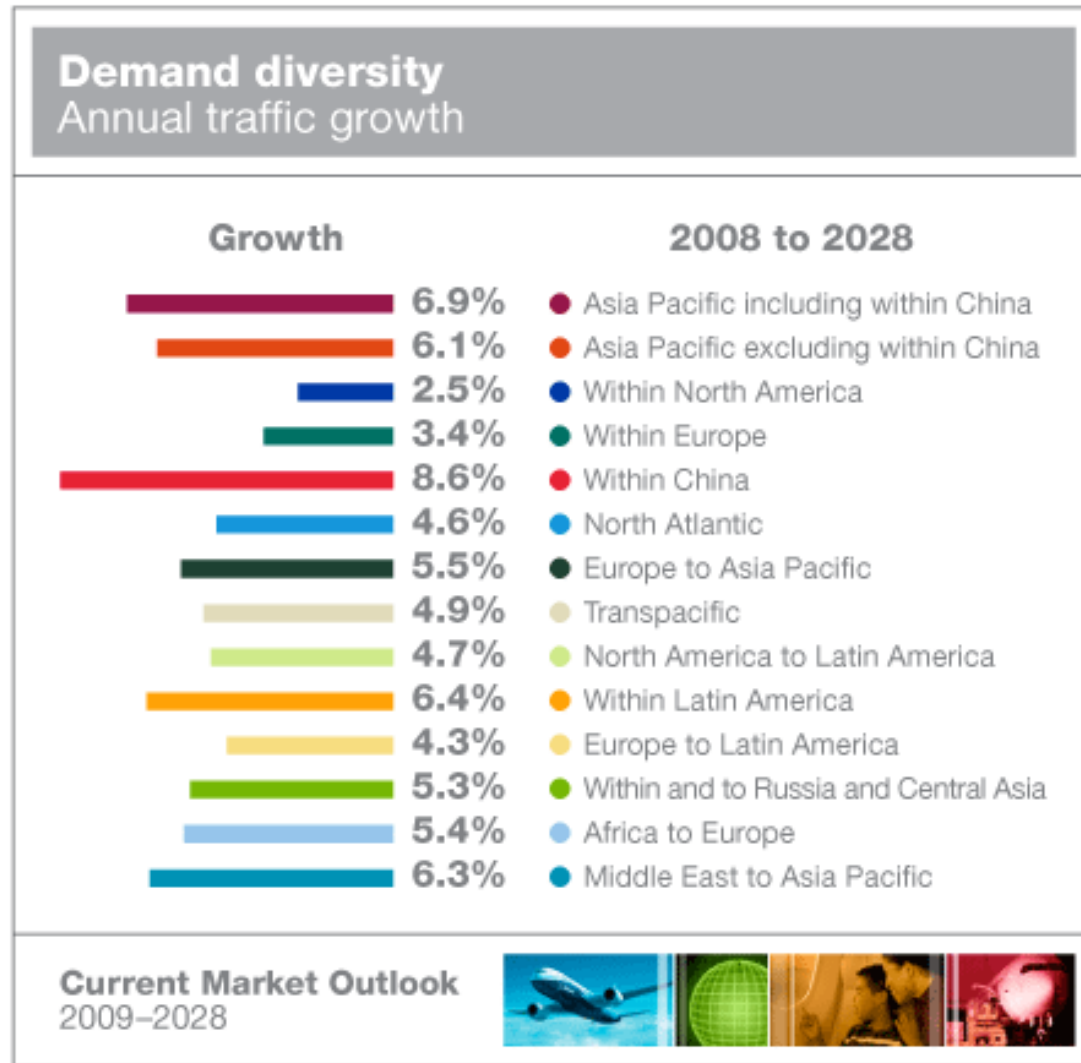 Demand diversity
Annual traffic growth
Growth 2008 to 2028
6.9% Asia Pacific including within China
6.1% Asia Pacific excluding within China
2.5% Within North America
3.4% Within Europe
8.6% Within China
4.6% North Atlantic
5.5% Europe to Asia Pacific
4.9% Transpacific
4.7% North America to Latin America
6.4% Within Latin America
4.3% Europe to Latin America
5.3% Within and to Russia and Central Asia
5.4% Africa to Europe
6.3% Middle East to Asia Pacific
Current Market Outlook
2009–2028